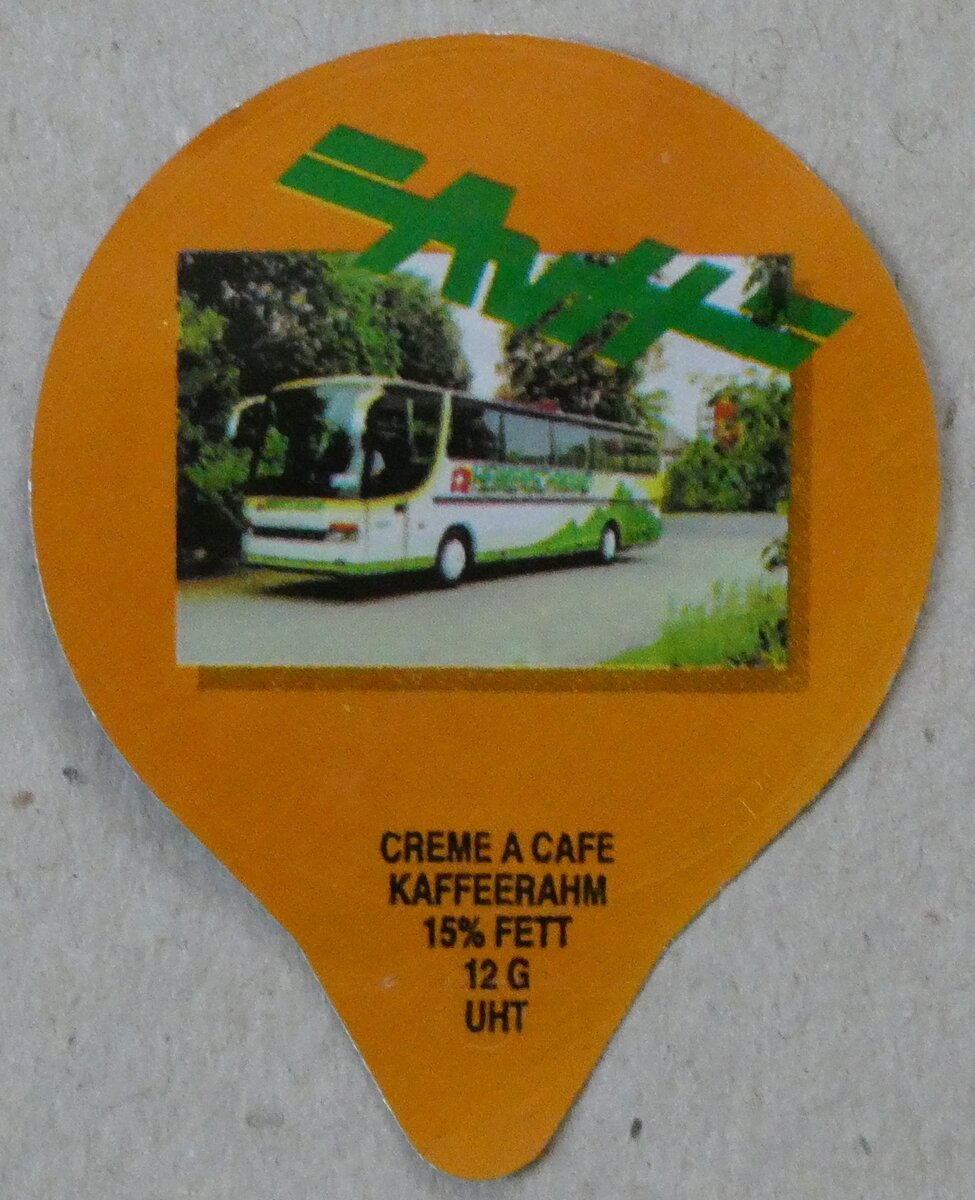 CREME A CAFE
KAFFEERAHM
15% FETT
12 G
UHT